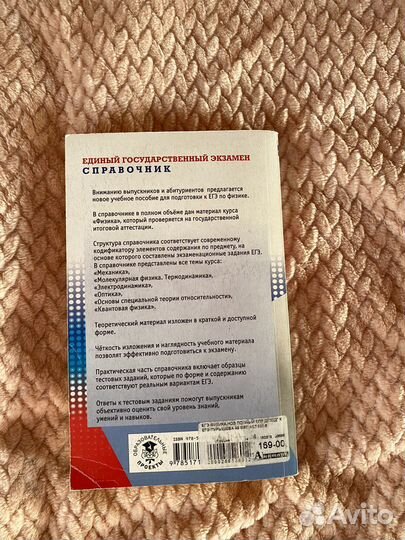 ЕДИНЫЙ ГОСУДАРСТВЕННЫЙ ЭКЗАМЕН
СПРАВОЧНИК
Вниманию выпускников и абитуриентов предлагается
новое учебное пособие для подготовки к ЕГЭ по физике.
В справочнике в полном объёме дан материал курса
«Физика», который проверяется на государственной
итоговой аттестации.
Структура справочника соответствует современному
кодификатору элементов содержания по предмету, на
основе которого составлены экзаменационные задания ЕГЭ.
В справочнике представлены все темы курса:
«Механика»,
«Молекулярная физика. Термодинамика»,
«Электродинамика»,
«Оптика»,
«Основы специальной теории относительности»,
«Квантовая физика».
Теоретический материал изложен в краткой и доступной
форме.
Чёткость изложения и наглядность учебного материала
позволят эффективно подготовиться к экзамену.
Практическая часть справочника включает образцы
тестовых заданий, которые по форме и содержанию
соответствуют реальным вариантам ЕГЭ.
Ответы к тестовым заданиям помогут выпускникам
объективно оценить свой уровень знаний,
умений и навыков.
ОБРАЗОВАТЕЛЬНЫЕ
ПРОЕКТЫ
ISBN 978-5
9 785171
169-00
Avito